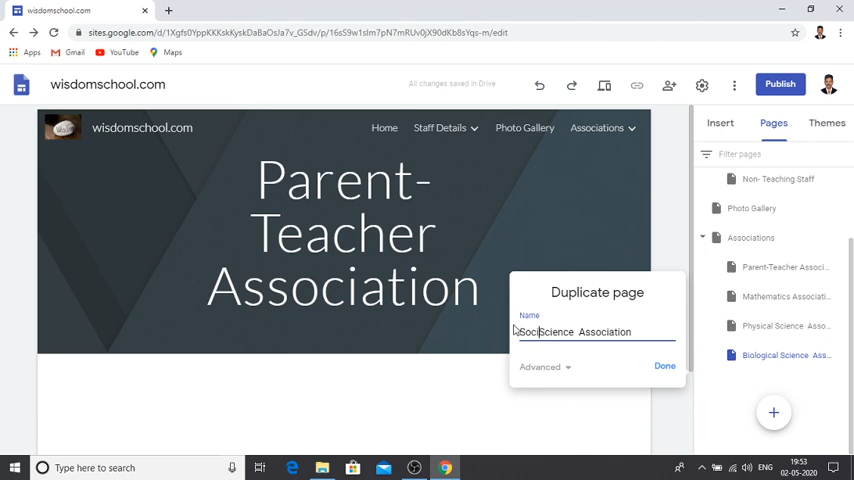 wisdomschool.com
sites.google.com/d/1Xgfs0YppKKKskKyskDaBaOsJa7v_GSdv/p/16sS9w1sIm7pN7mRUv0jX90dKb8sYqs-m/edit
Apps Gmail YouTube Maps
wisdomschool.com All changes saved in Drive Publish
wisdomschool.com Home Staff Details Photo Gallery Associations
Insert Pages Themes
Filter pages
Non- Teaching Staff
Photo Gallery
Associations
Parent-Teacher Associ...
Mathematics Associati...
Physical Science Asso...
Biological Science Ass...
Parent-
Teacher
Association
Duplicate page
Name
SociScience Association
Advanced Done
Type here to search
ENG
19:53
02-05-2020